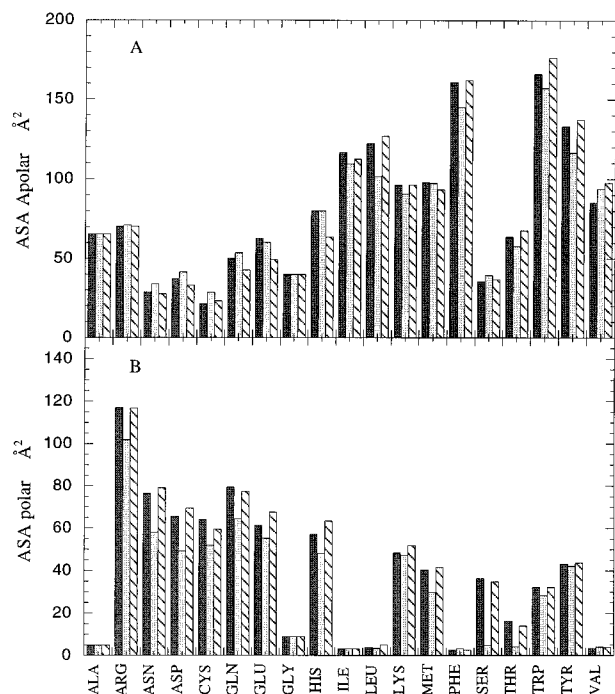 200
A
150
ASA Apolar Å²
100
50
0
140
B
120
100
ASA polar Å²
80
60
40
20
0
ALA ARG ASN ASP CYS GLN GLU GLY HIS ILE LEU LYS MET PHE SER THR TRP TYR VAL